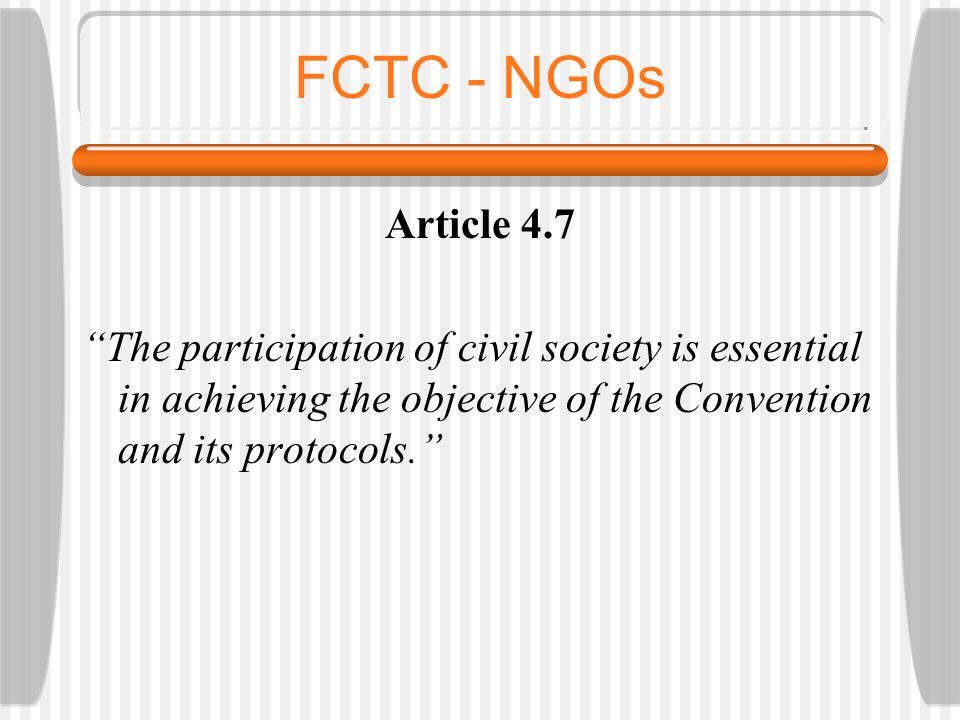 FCTC - NGOs
Article 4.7
“The participation of civil society is essential
in achieving the objective of the Convention
and its protocols.”